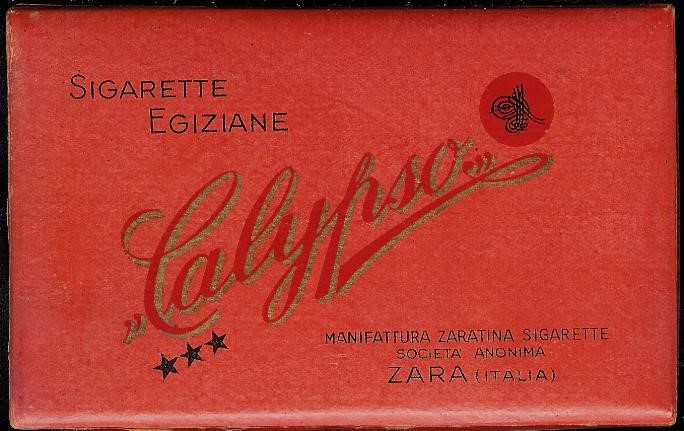 SIGARETTE
EGIZIANE
„Calypso”
MANIFATTURA ZARATINA SIGARETTE
SOCIETA' ANONIMA
ZARA (ITALIA)